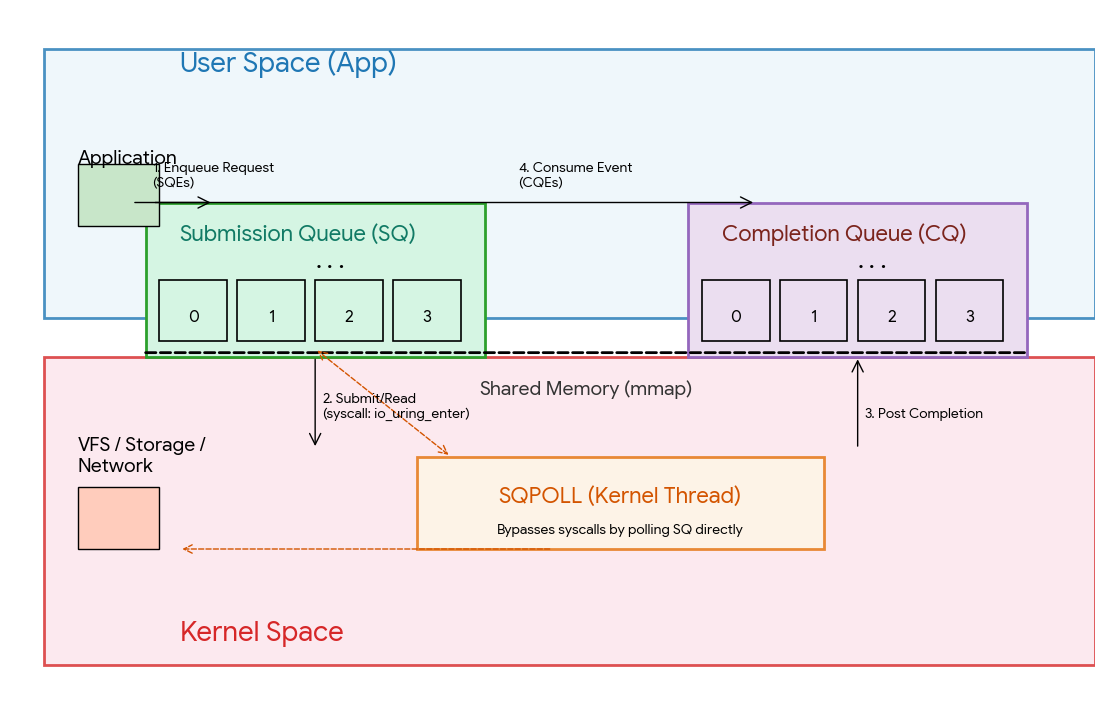 User Space (App)
Application
1. Enqueue Request
(SQEs)
4. Consume Event
(CQEs)
Submission Queue (SQ)
...
0 1 2 3
Completion Queue (CQ)
...
0 1 2 3
Shared Memory (mmap)
2. Submit/Read
(syscall: io_uring_enter)
3. Post Completion
VFS / Storage /
Network
SQPOLL (Kernel Thread)
Bypasses syscalls by polling SQ directly
Kernel Space